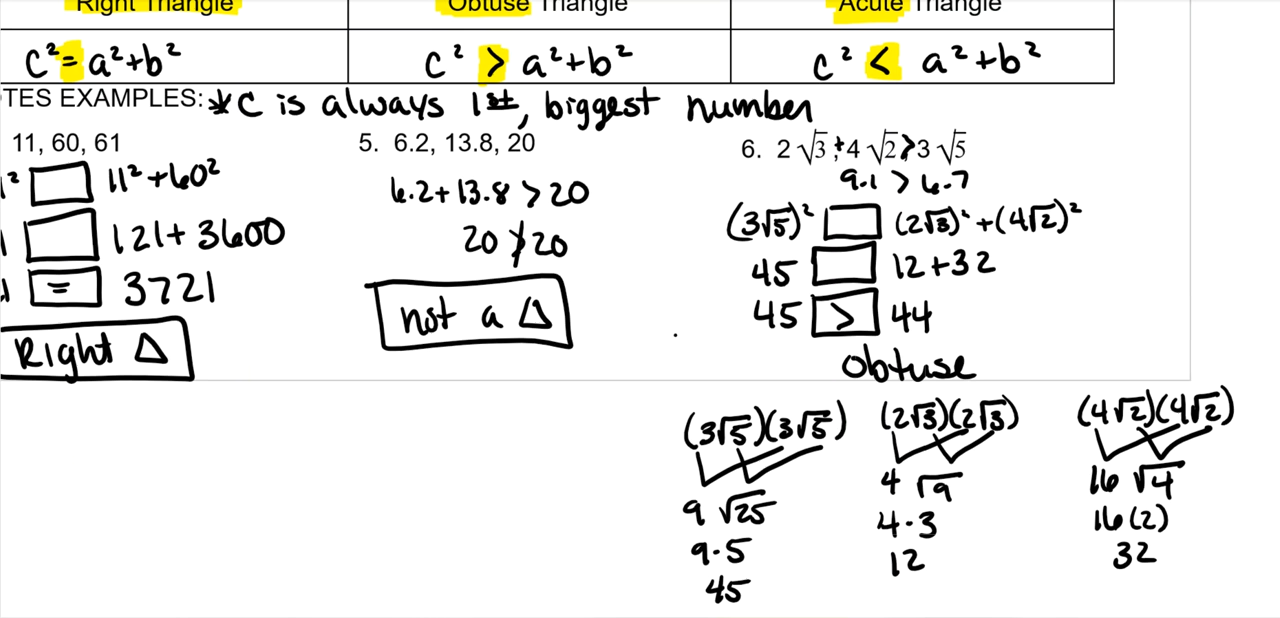 Right Triangle
Obtuse Triangle
Acute Triangle
c² = a²+b²
c² > a²+b²
c² < a²+b²
TES EXAMPLES: *c is always 1st, biggest number
11, 60, 61
² 11² + 60²
121 + 3600
= 3721
Right △
5. 6.2, 13.8, 20
6.2 + 13.8 > 20
20 ≯ 20
not a △
6. 2 √3 + 4 √2 > 3 √5
9.1 > 6.7
(3√5)² (2√3)² + (4√2)²
45 12 + 32
45 > 44
obtuse
(3√5)(3√5)
9 √25
9·5
45
(2√3)(2√3)
4 √9
4·3
12
(4√2)(4√2)
16 √4
16(2)
32